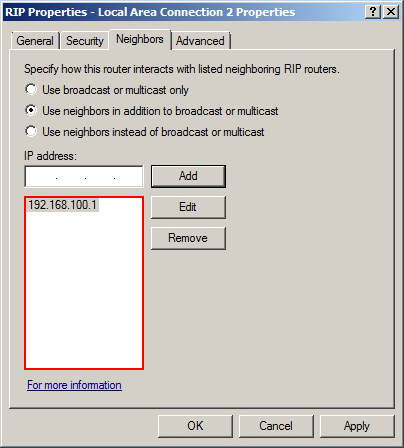 RIP Properties - Local Area Connection 2 Properties
General Security Neighbors Advanced
Specify how this router interacts with listed neighboring RIP routers.
Use broadcast or multicast only
Use neighbors in addition to broadcast or multicast
Use neighbors instead of broadcast or multicast
IP address:
. . . Add
192.168.100.1 Edit
Remove
For more information
OK Cancel Apply